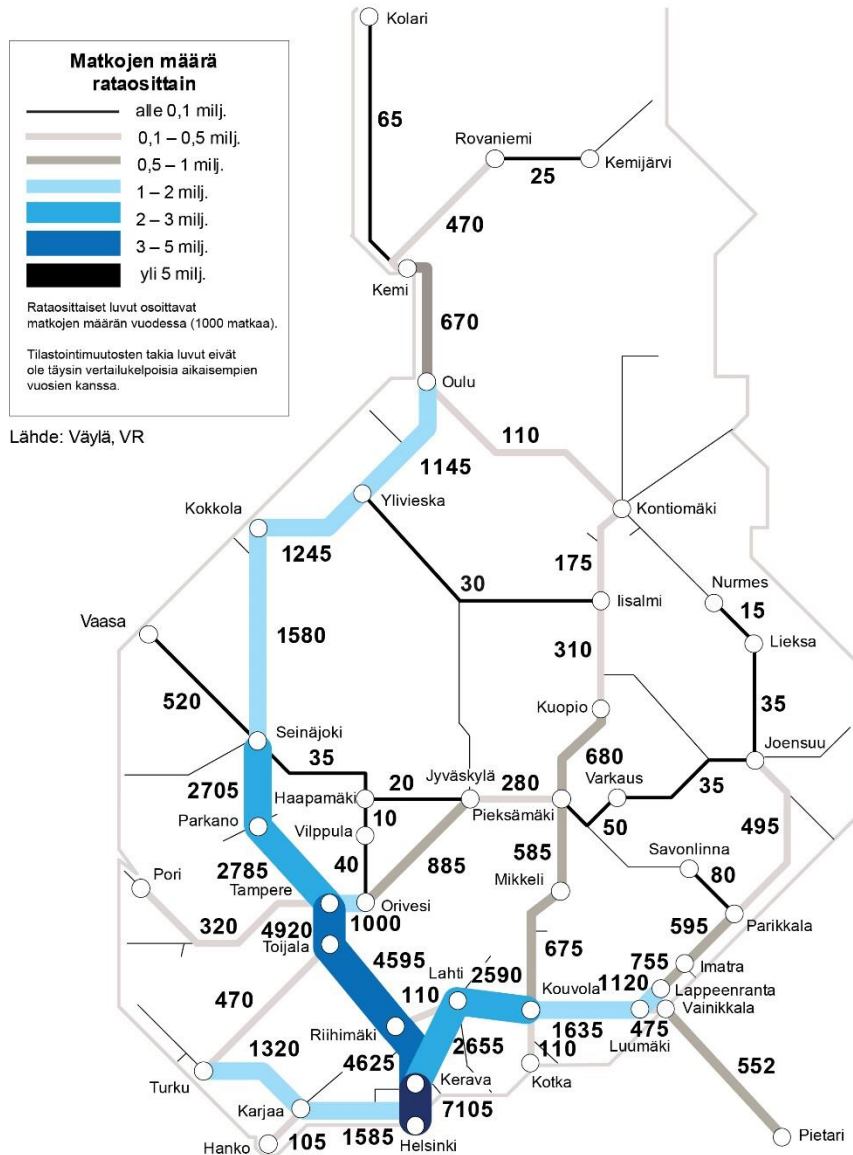 Matkojen määrä
rataosittain
alle 0,1 milj.
0,1 – 0,5 milj.
0,5 – 1 milj.
1 – 2 milj.
2 – 3 milj.
3 – 5 milj.
yli 5 milj.
Rataosittaiset luvut osoittavat
matkojen määrän vuodessa (1000 matkaa).
Tilastointimuutosten takia luvut eivät
ole täysin vertailukelpoisia aikaisempien
vuosien kanssa.
Lähde: Väylä, VR
Kolari
65
Rovaniemi
Kemijärvi
25
470
Kemi
670
Oulu
110
1145
Ylivieska
Kokkola
Kontiomäki
1245
175
30
Nurmes
Iisalmi
15
Vaasa
1580
Lieksa
310
520
35
Kuopio
Seinäjoki
35
680
Joensuu
2705
20
Jyväskylä
280
Varkaus
35
Haapamäki
10
Pieksämäki
50
495
Parkano
Vilppula
2785
40
885
585
Savonlinna
80
Pori
Tampere
Mikkeli
1000
Orivesi
320
4920
595
Parikkala
Toijala
675
4595
755
Imatra
Lahti
2590
1120
Lappeenranta
470
110
Kouvola
Vainikkala
Riihimäki
1635
475
2655
Luumäki
1320
4625
110
552
Turku
Kerava
Kotka
Karjaa
7105
Hanko
105
1585
Helsinki
Pietari